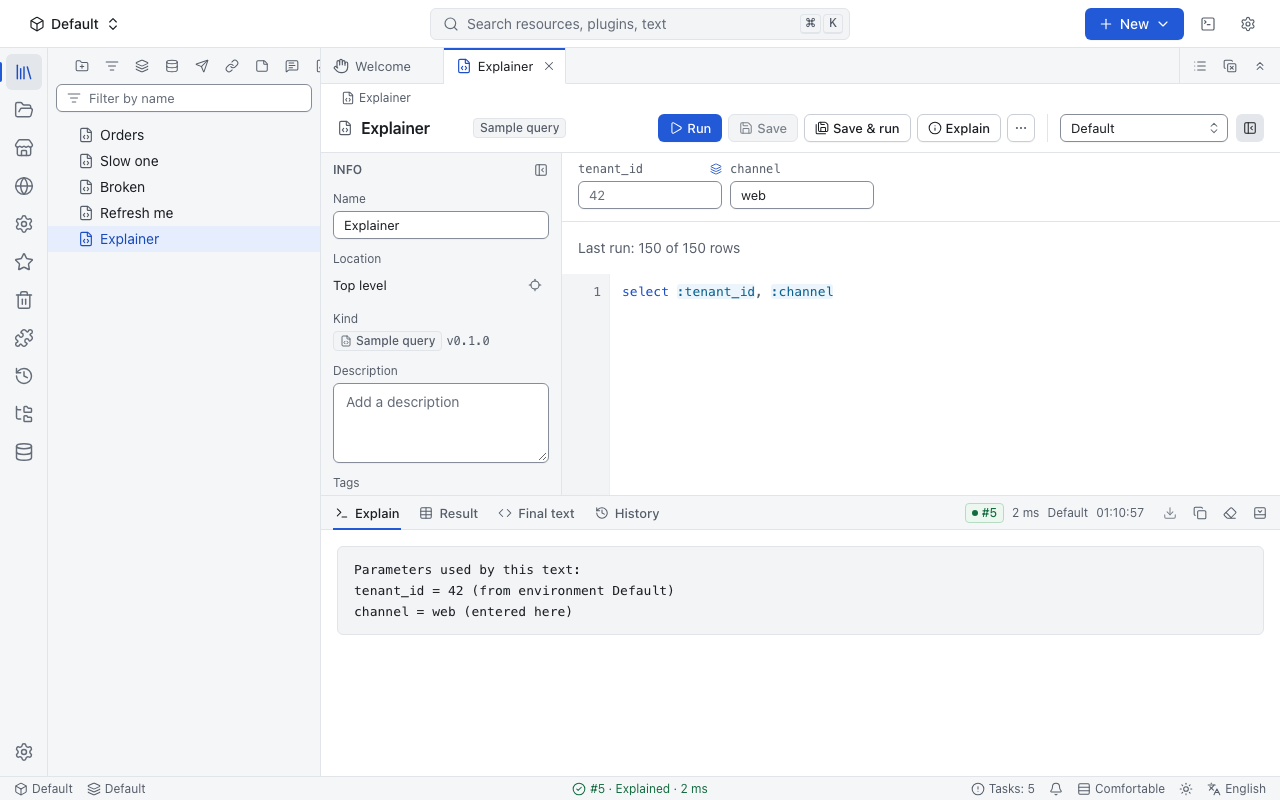 Default
Search resources, plugins, text
⌘ K
New
Filter by name
Orders
Slow one
Broken
Refresh me
Explainer
Welcome
Explainer
Explainer
Explainer
Sample query
Run
Save
Save & run
Explain
Default
INFO
Name
Explainer
Location
Top level
Kind
Sample query v0.1.0
Description
Add a description
Tags
tenant_id
channel
42
web
Last run: 150 of 150 rows
1 select :tenant_id, :channel
Explain
Result
Final text
History
#5
2 ms
Default
01:10:57
Parameters used by this text:
tenant_id = 42 (from environment Default)
channel = web (entered here)
Default
Default
#5 · Explained · 2 ms
Tasks: 5
Comfortable
English